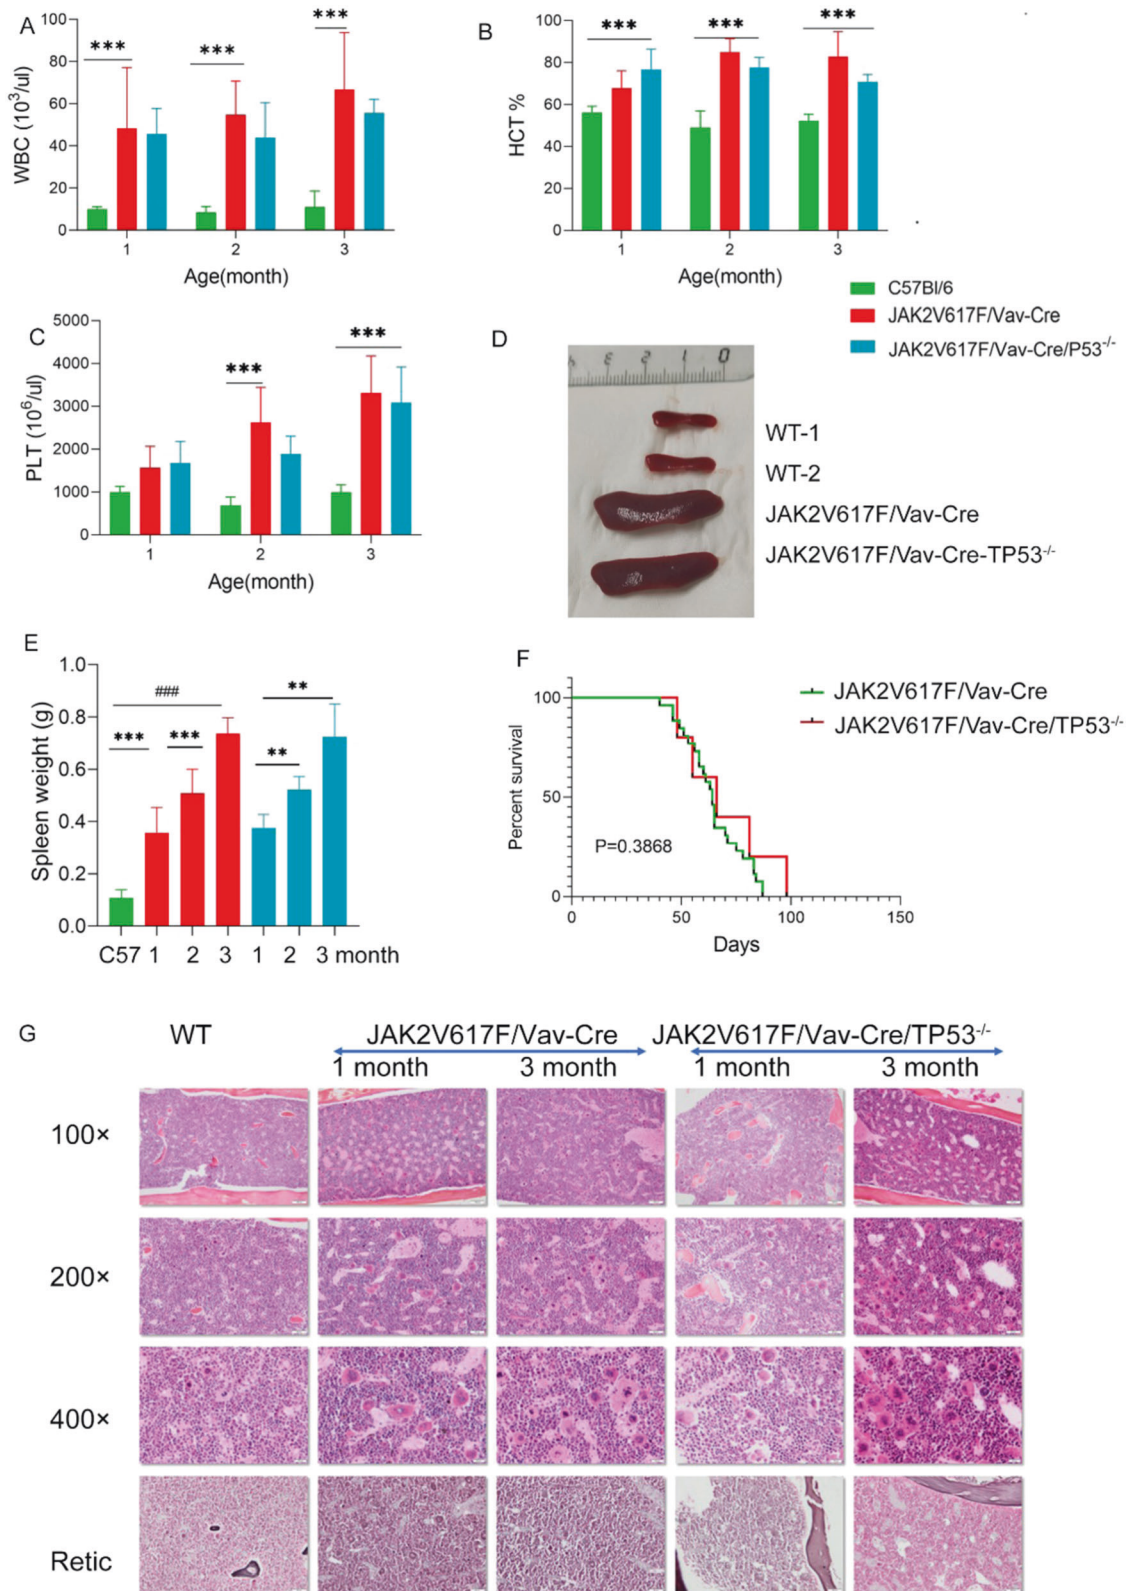 A
WBC (10³/ul)
100
80
60
40
20
0
***
***
***
1
2
3
Age(month)
B
HCT %
100
80
60
40
20
0
***
***
***
1
2
3
Age(month)
C57Bl/6
JAK2V617F/Vav-Cre
JAK2V617F/Vav-Cre/P53-/-
C
PLT (10⁶/ul)
5000
4000
3000
2000
1000
0
***
***
1
2
3
Age(month)
D
3 2 1 0
WT-1
WT-2
JAK2V617F/Vav-Cre
JAK2V617F/Vav-Cre-TP53-/-
E
Spleen weight (g)
1.0
0.8
0.6
0.4
0.2
0.0
###
***
***
**
**
C57 1 2 3 1 2 3 month
F
Percent survival
100
50
0
P=0.3868
0 50 100 150
Days
JAK2V617F/Vav-Cre
JAK2V617F/Vav-Cre/TP53-/-
G
WT JAK2V617F/Vav-Cre JAK2V617F/Vav-Cre/TP53-/-
1 month 3 month 1 month 3 month
100×
200×
400×
Retic